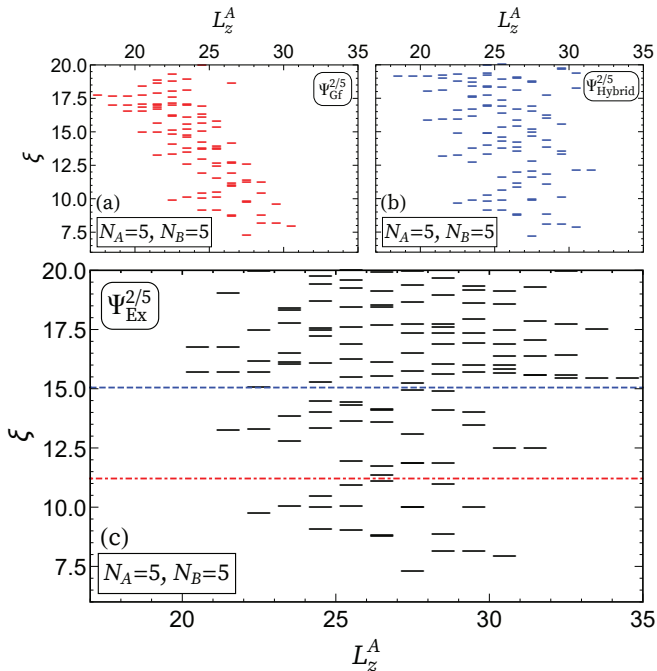 L_z^A
L_z^A
20 25 30 35
20 25 30 35
20.0
17.5
15.0
12.5
10.0
7.5
ξ
Ψ_Gf^2/5
(a)
N_A=5, N_B=5
Ψ_Hybrid^2/5
(b)
N_A=5, N_B=5
20.0
17.5
15.0
12.5
10.0
7.5
ξ
Ψ_Ex^2/5
(c)
N_A=5, N_B=5
20 25 30 35
L_z^A